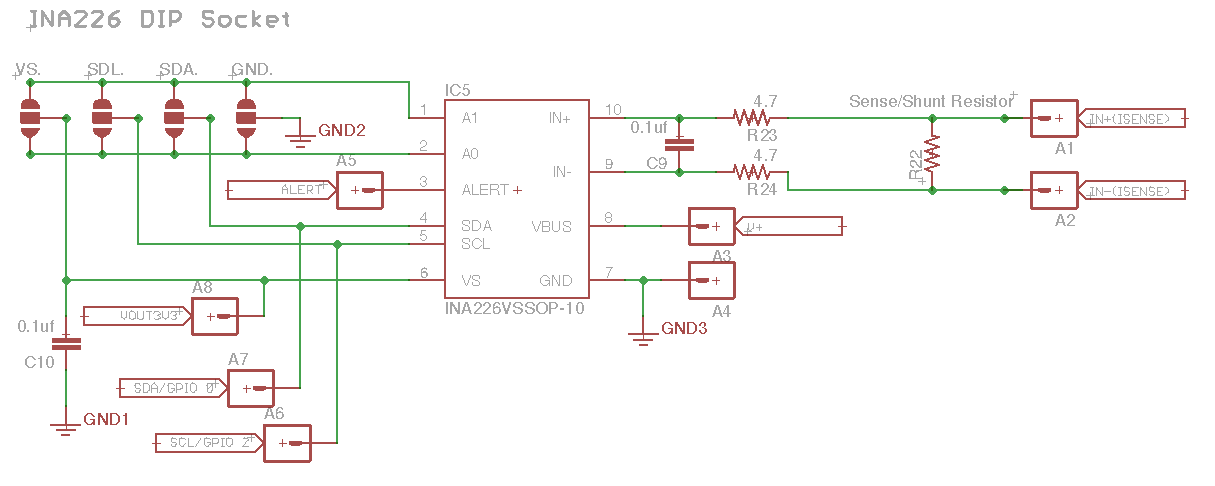 INA226 DIP Socket
VS. SDL. SDA. GND.
IC5
1 A1 IN+ 10
2 A0
3 ALERT
4 SDA IN- 9
5 SCL VBUS 8
6 VS GND 7
INA226VSSOP-10
GND2
A5
ALERT
0.1uf
C9
4.7
R23
4.7
R24
Sense/Shunt Resistor
R22
A1
IN+(ISENSE)
A2
IN-(ISENSE)
A3
V+
A4
GND3
A8
VOUT3V3
0.1uf
C10
GND1
A7
SDA/GPIO 0
A6
SCL/GPIO 2